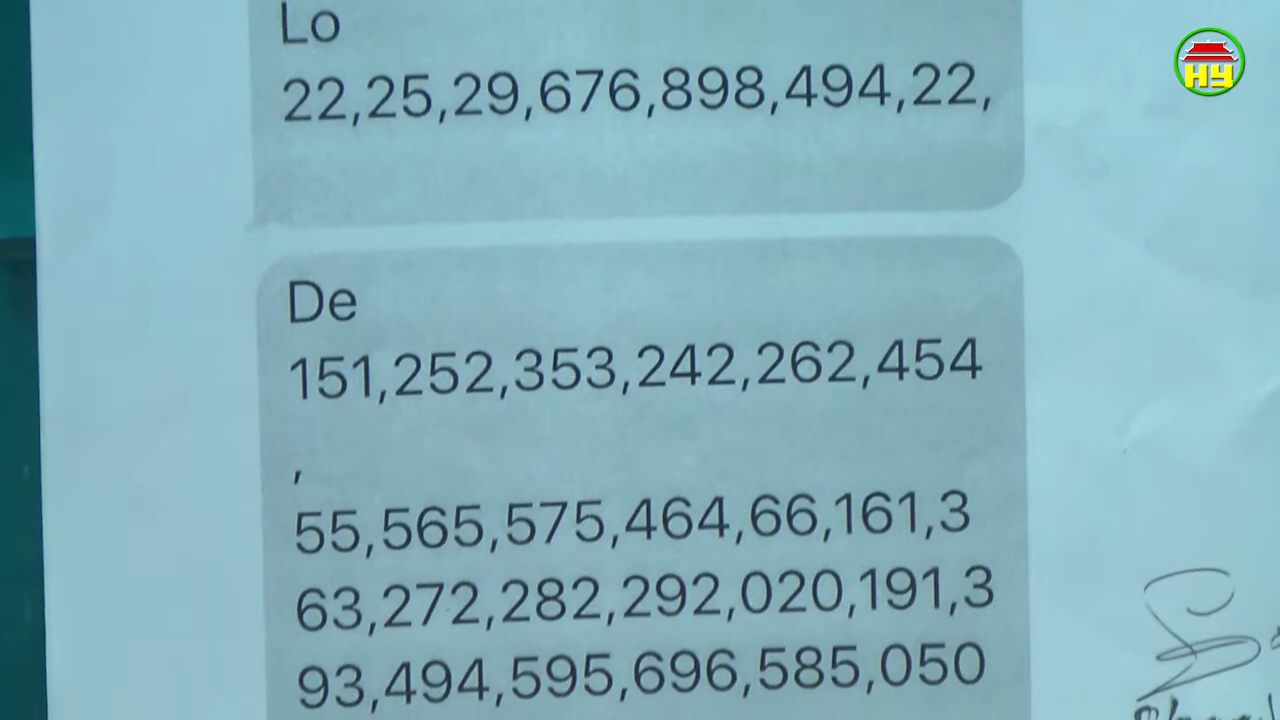 HY
Lo
22,25,29,676,898,494,22,
De
151,252,353,242,262,454
,
55,565,575,464,66,161,3
63,272,282,292,020,191,3
93,494,595,696,585,050